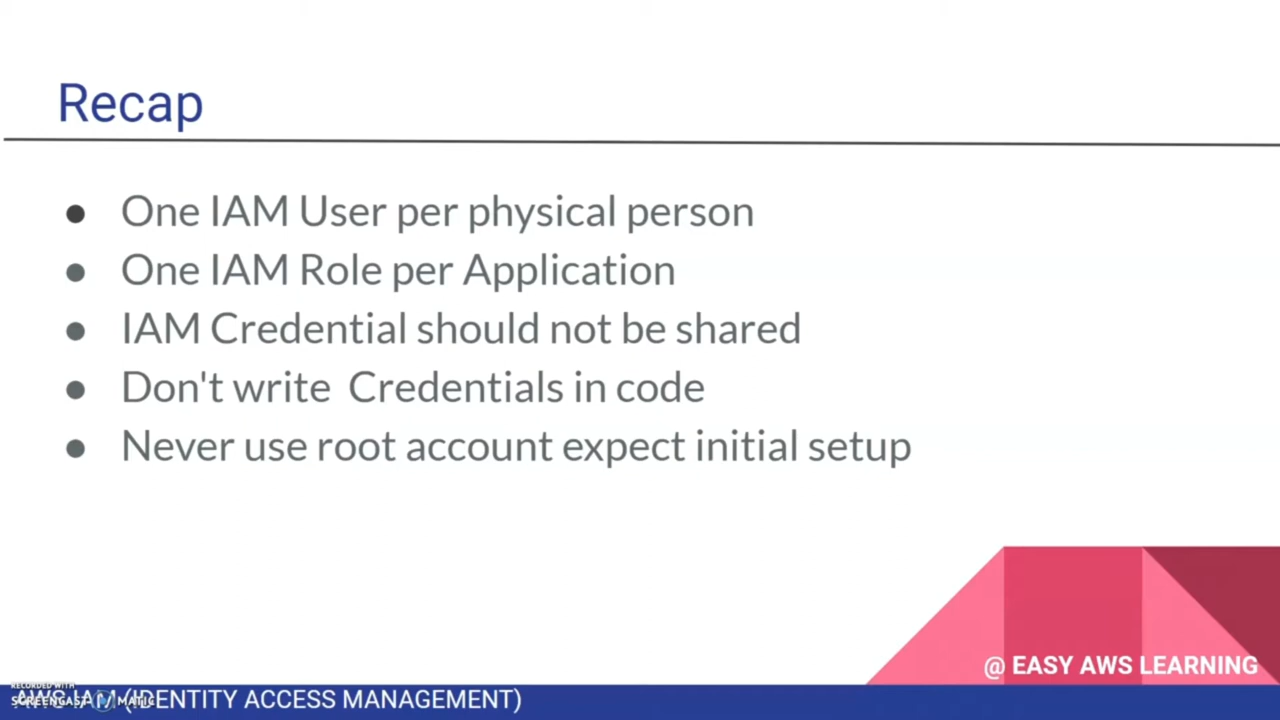 Recap
● One IAM User per physical person
● One IAM Role per Application
● IAM Credential should not be shared
● Don't write Credentials in code
● Never use root account expect initial setup
@ EASY AWS LEARNING
RECORDED WITH
SCREENCAST MATIC
AWS IAM (IDENTITY ACCESS MANAGEMENT)